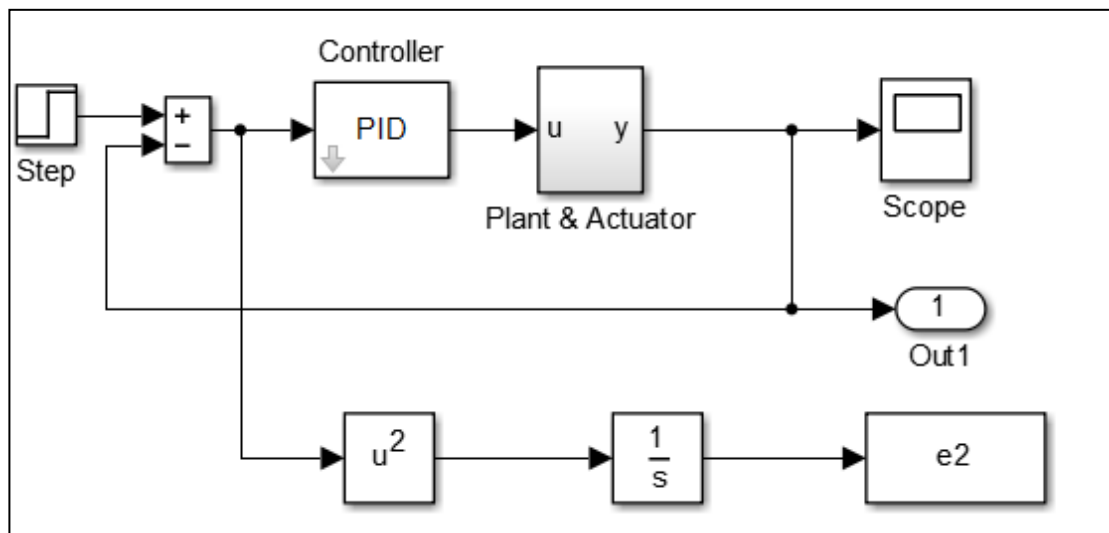 Controller
+
−
PID
u y
Step
Plant & Actuator
Scope
1
Out1
u²
1
s
e2